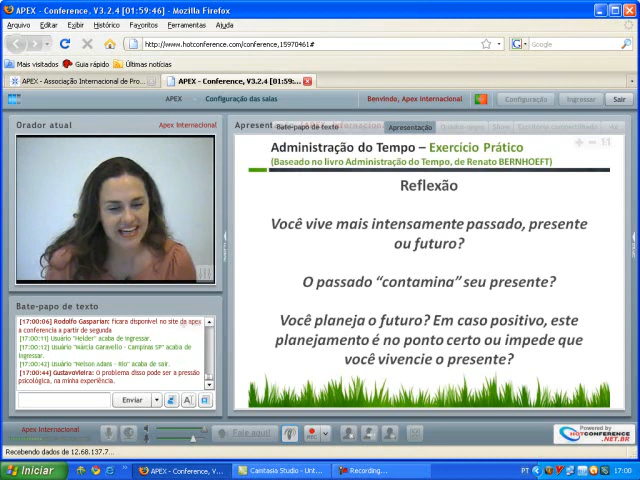 APEX - Conference, V3.2.4 [01:59:46] - Mozilla Firefox
Arquivo Editar Exibir Histórico Favoritos Ferramentas Ajuda
http://www.hotconference.com/conference,15970461#
Google
Mais visitados Guia rápido Últimas notícias
APEX - Associação Internacional de Pro...
APEX - Conference, V3.2.4 [01:59:...
APEX - Configuração das salas
Benvindo, Apex Internacional
Configuração
Ingressar
Sair
Orador atual
Apex Internacional
Bate-papo de texto
Apresentação
Administração do Tempo – Exercício Prático
(Baseado no livro Administração do Tempo, de Renato BERNHOEFT)
Reflexão
Você vive mais intensamente passado, presente
ou futuro?
O passado “contamina” seu presente?
Você planeja o futuro? Em caso positivo, este
planejamento é no ponto certo ou impede que
você vivencie o presente?
Bate-papo de texto
[17:00:06] Rodolfo Gasparian: ficara disponivel no site da apex
a conferencia a partir de segunda
[17:00:11] Usuário "Helder" acaba de ingressar.
[17:00:12] Usuário "Márcia Garavello - Campinas SP" acaba de
ingressar.
[17:00:42] Usuário "Nelson Adans - Rio" acaba de sair.
[17:00:44] GustavoVieira: O problema disso pode ser a pressão
psicológica, na minha experiência.
Enviar
Apex Internacional
Fale aqui!
REC
Powered by
HOTCONFERENCE
.NET.BR
Recebendo dados de 12.68.137.7...
Iniciar
APEX - Conference, V...
Camtasia Studio - Unt...
Recording...
PT
17:00